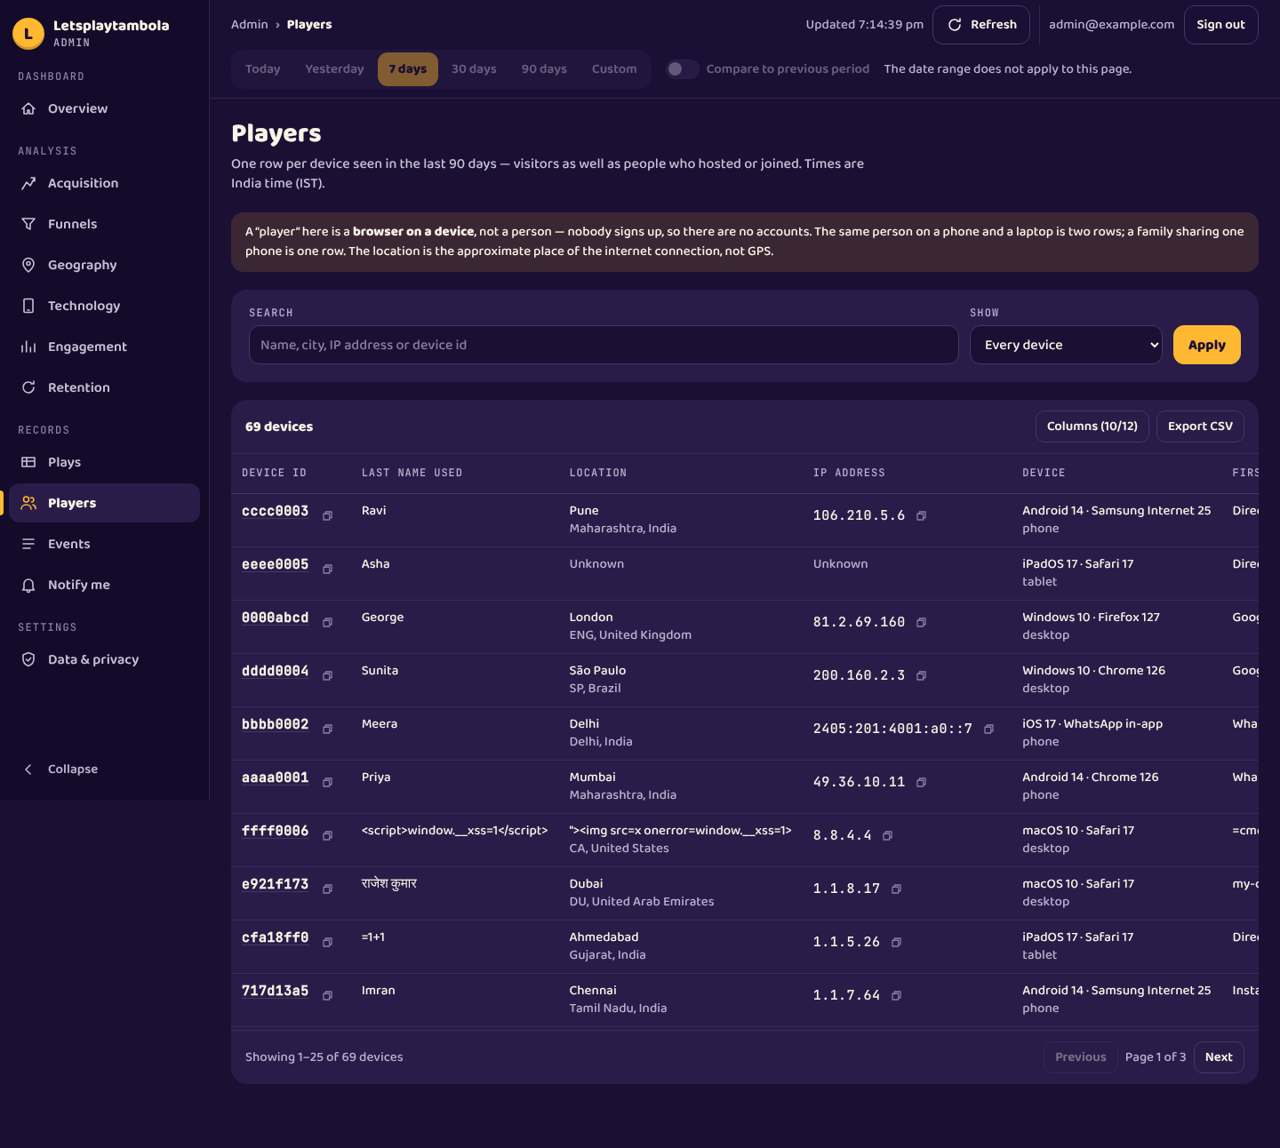 L
Letsplaytambola
ADMIN
DASHBOARD
Overview
ANALYSIS
Acquisition
Funnels
Geography
Technology
Engagement
Retention
RECORDS
Plays
Players
Events
Notify me
SETTINGS
Data & privacy
Collapse
Admin › Players
Updated 7:14:39 pm
Refresh
admin@example.com
Sign out
Today Yesterday 7 days 30 days 90 days Custom
Compare to previous period
The date range does not apply to this page.
Players
One row per device seen in the last 90 days — visitors as well as people who hosted or joined. Times are
India time (IST).
A "player" here is a browser on a device, not a person — nobody signs up, so there are no accounts. The same person on a phone and a laptop is two rows; a family sharing one
phone is one row. The location is the approximate place of the internet connection, not GPS.
SEARCH
Name, city, IP address or device id
SHOW
Every device
Apply
69 devices
Columns (10/12)
Export CSV
DEVICE ID LAST NAME USED LOCATION IP ADDRESS DEVICE FIRS
cccc0003 Ravi Pune 106.210.5.6 Android 14 · Samsung Internet 25 Direc
Maharashtra, India phone
eeee0005 Asha Unknown Unknown iPadOS 17 · Safari 17 Direc
tablet
0000abcd George London 81.2.69.160 Windows 10 · Firefox 127 Goog
ENG, United Kingdom desktop
dddd0004 Sunita São Paulo 200.160.2.3 Windows 10 · Chrome 126 Goog
SP, Brazil desktop
bbbb0002 Meera Delhi 2405:201:4001:a0::7 iOS 17 · WhatsApp in-app Wha
Delhi, India phone
aaaa0001 Priya Mumbai 49.36.10.11 Android 14 · Chrome 126 Wha
Maharashtra, India phone
ffff0006 <script>window.__xss=1</script> "><img src=x onerror=window.__xss=1> 8.8.4.4 macOS 10 · Safari 17 =cmd
CA, United States desktop
e921f173 राजेश कुमार Dubai 1.1.8.17 macOS 10 · Safari 17 my-c
DU, United Arab Emirates desktop
cfa18ff0 =1+1 Ahmedabad 1.1.5.26 iPadOS 17 · Safari 17 Direc
Gujarat, India tablet
717d13a5 Imran Chennai 1.1.7.64 Android 14 · Samsung Internet 25 Insta
Tamil Nadu, India phone
Showing 1–25 of 69 devices
Previous
Page 1 of 3
Next